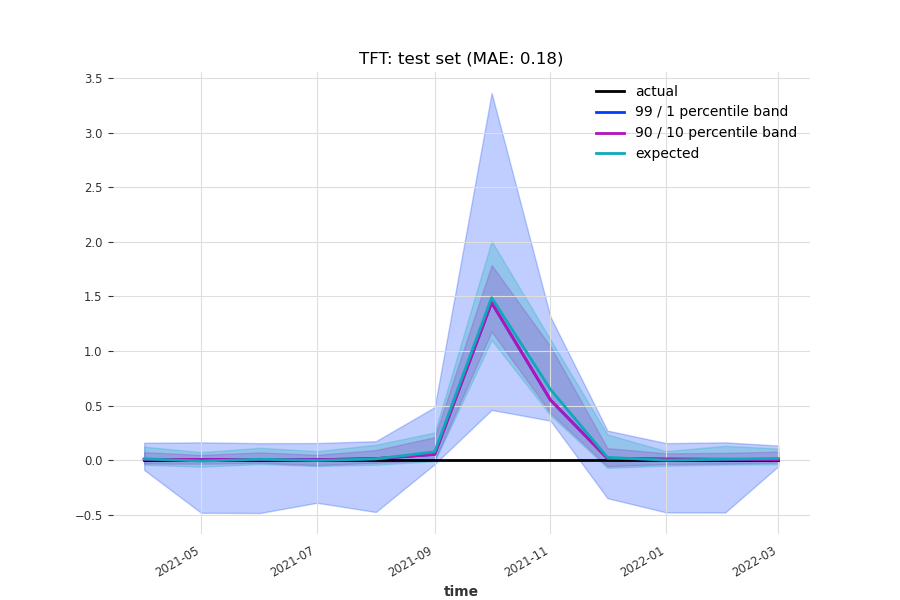 TFT: test set (MAE: 0.18)
actual
99 / 1 percentile band
90 / 10 percentile band
expected
3.5
3.0
2.5
2.0
1.5
1.0
0.5
0.0
−0.5
2021-05
2021-07
2021-09
2021-11
2022-01
2022-03
time